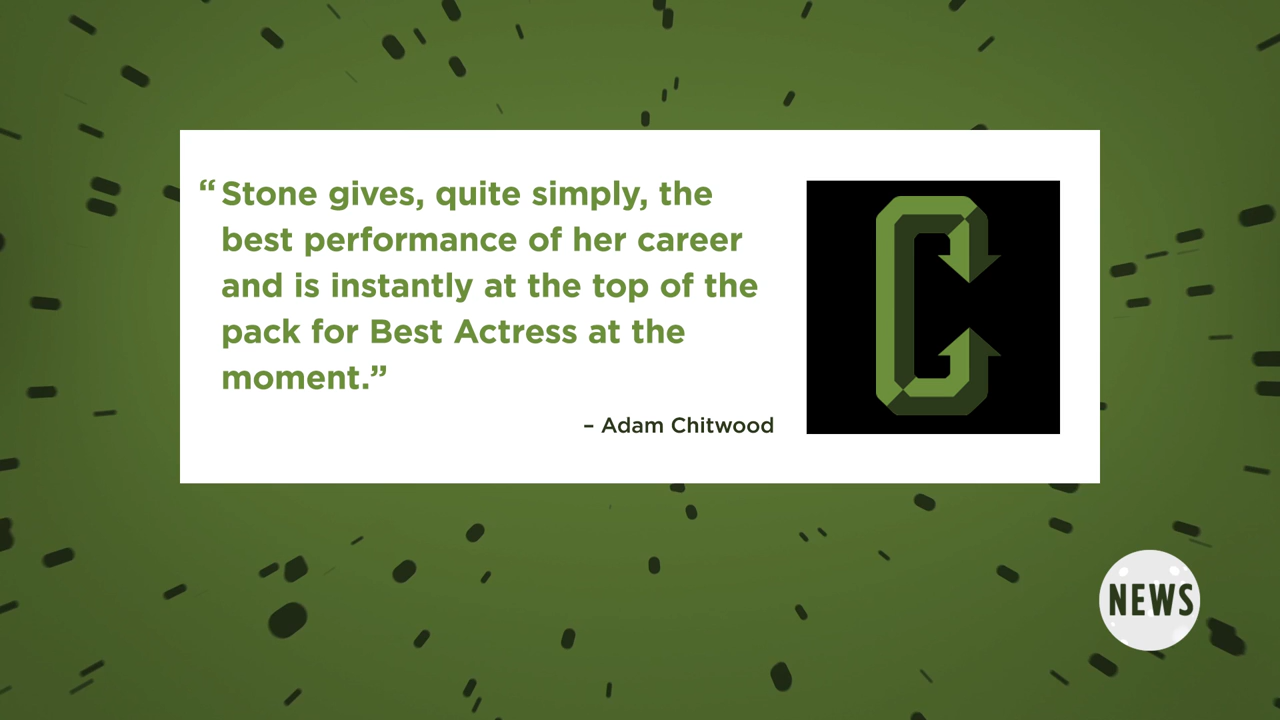 “Stone gives, quite simply, the
best performance of her career
and is instantly at the top of the
pack for Best Actress at the
moment.”
– Adam Chitwood
NEWS